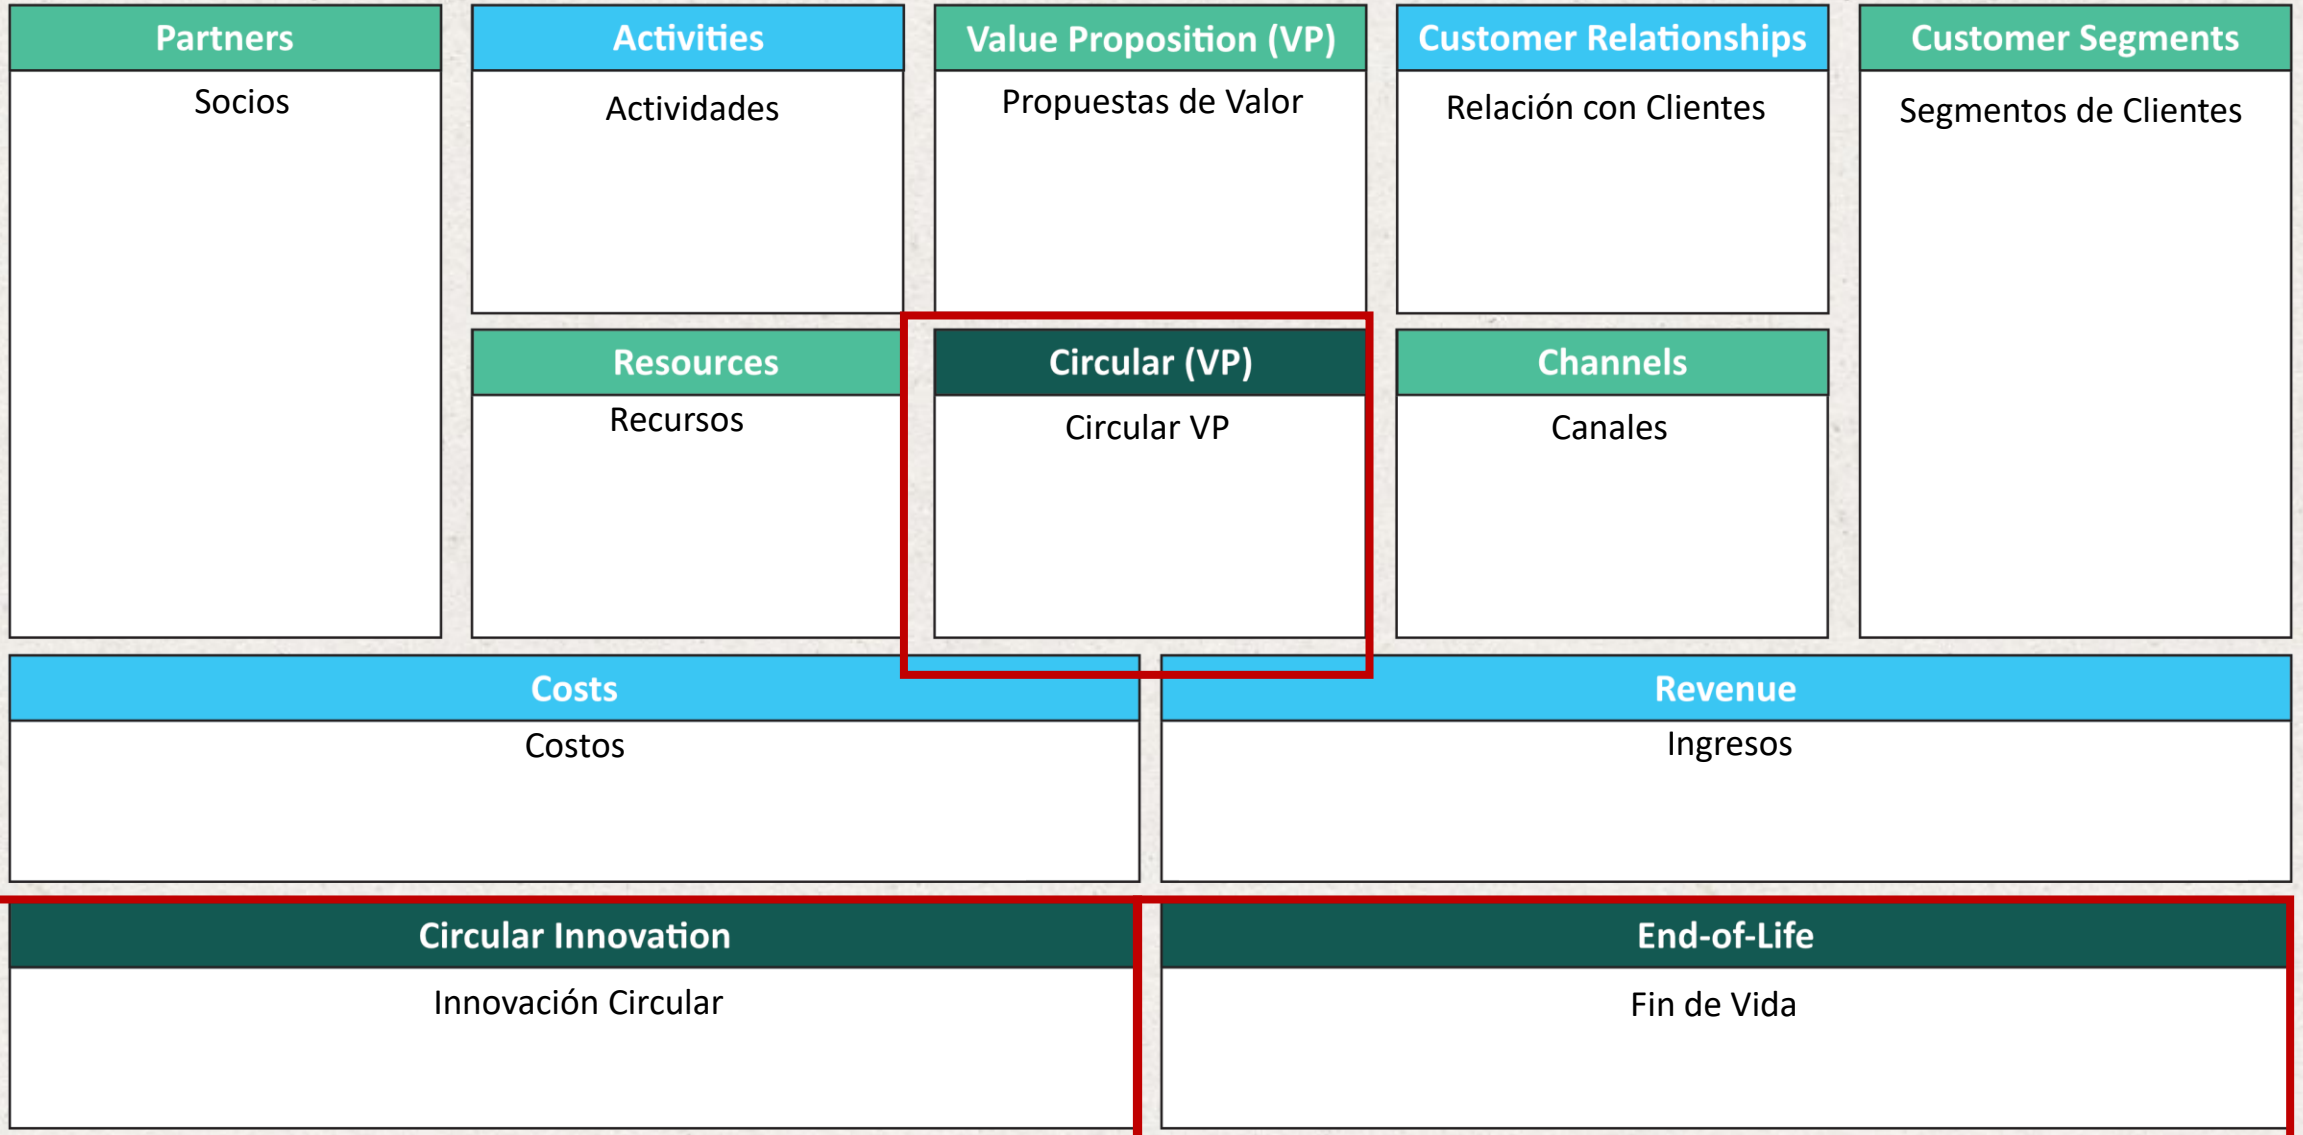 Partners
Socios
Activities
Actividades
Value Proposition (VP)
Propuestas de Valor
Customer Relationships
Relación con Clientes
Customer Segments
Segmentos de Clientes
Resources
Recursos
Circular (VP)
Circular VP
Channels
Canales
Costs
Costos
Revenue
Ingresos
Circular Innovation
Innovación Circular
End-of-Life
Fin de Vida